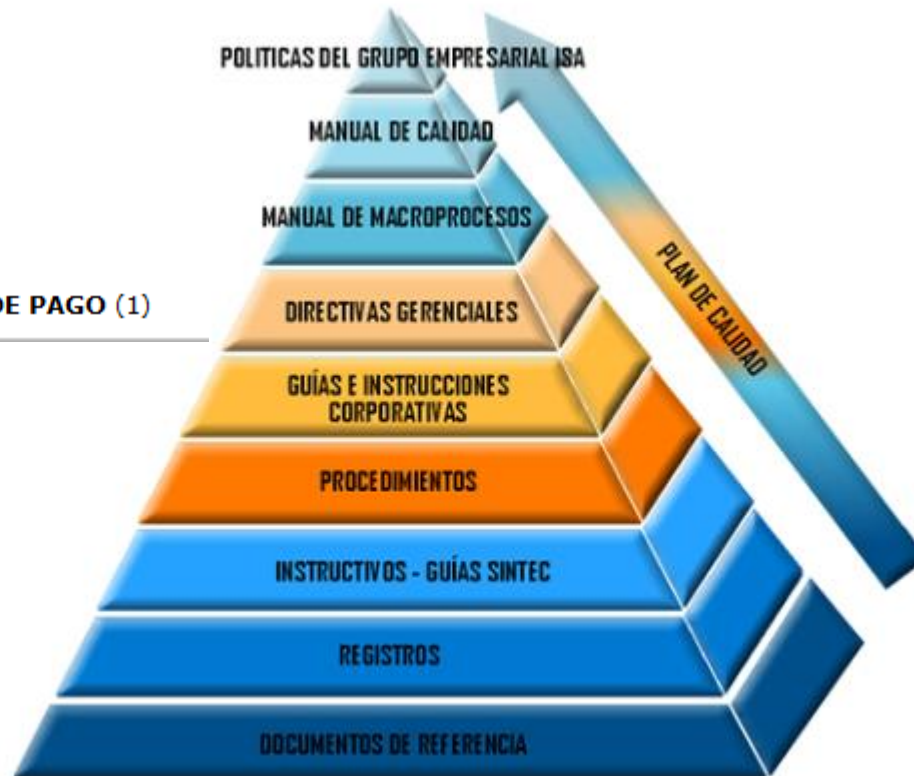 POLITICAS DEL GRUPO EMPRESARIAL ISA
MANUAL DE CALIDAD
MANUAL DE MACROPROCESOS
DE PAGO (1)
DIRECTIVAS GERENCIALES
PLAN DE CALIDAD
GUÍAS E INSTRUCCIONES
CORPORATIVAS
PROCEDIMIENTOS
INSTRUCTIVOS - GUÍAS SINTEC
REGISTROS
DOCUMENTOS DE REFERENCIA